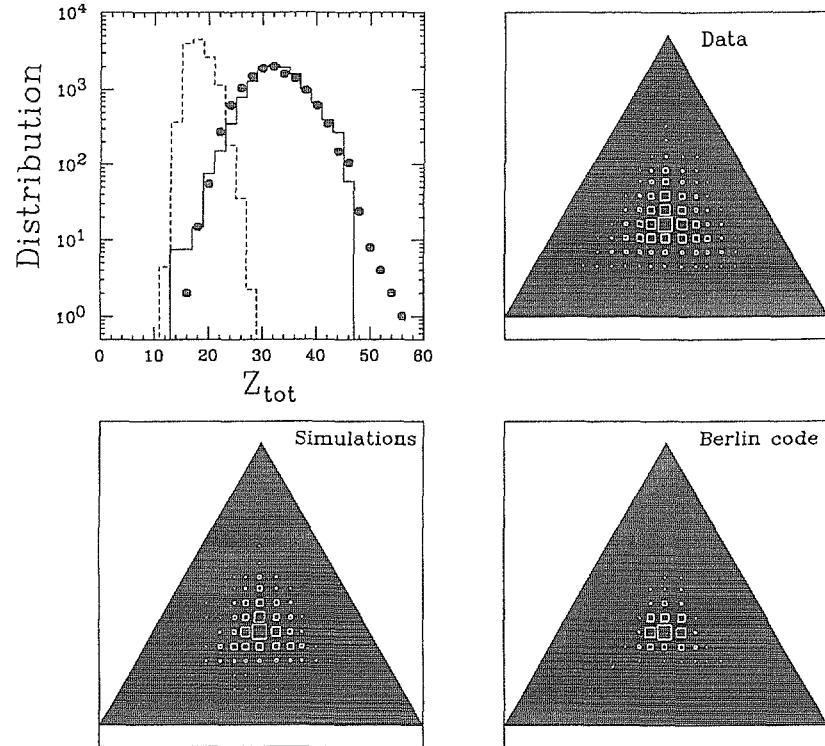 10⁴
10³
10²
10¹
10⁰
Distribution
0 10 20 30 40 50 60
Z_tot
Data
Simulations
Berlin code